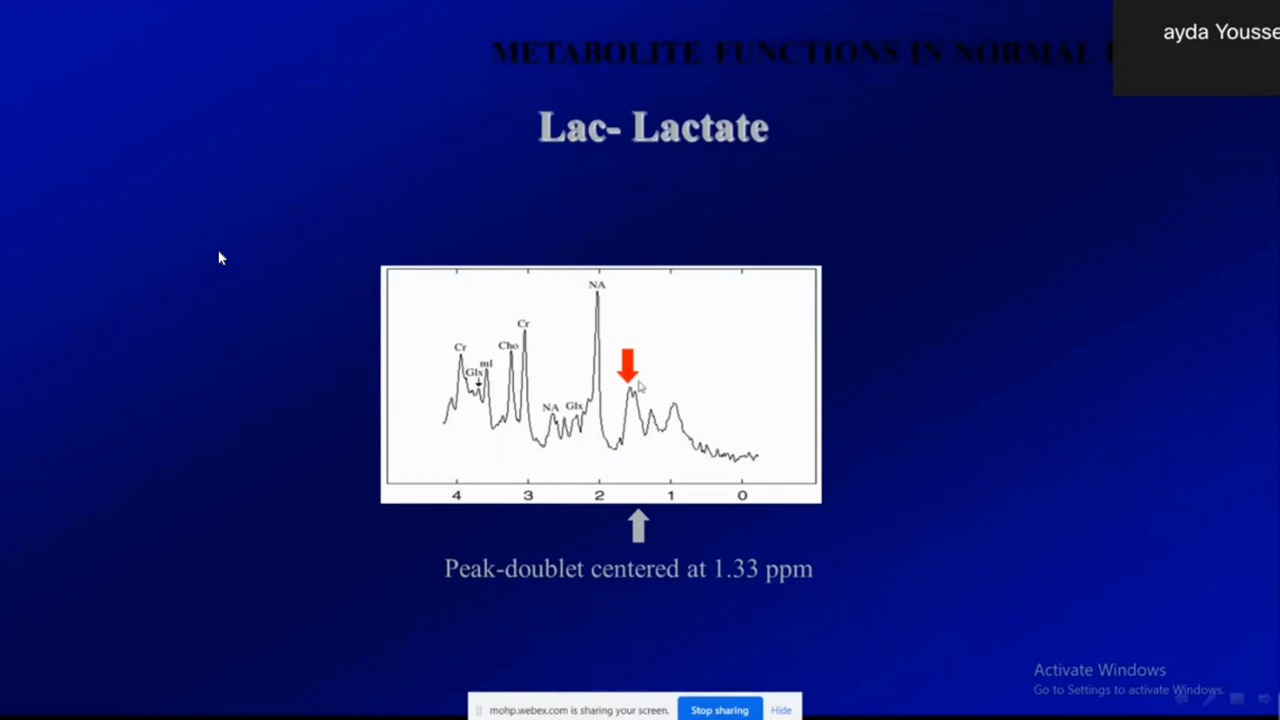 ayda Yousse
METABOLITE FUNCTIONS IN NORMAL
Lac- Lactate
NA
Cr
Cho
Cr
mI
Glx
NA Glx
4 3 2 1 0
Peak-doublet centered at 1.33 ppm
Activate Windows
Go to Settings to activate Windows.
mohp.webex.com is sharing your screen. Stop sharing Hide